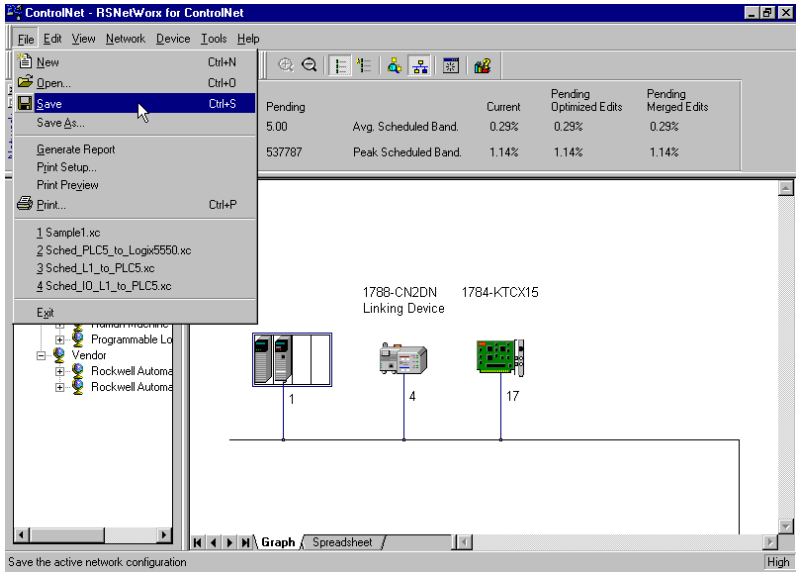 ControlNet - RSNetWorx for ControlNet
File Edit View Network Device Tools Help
New Ctrl+N
Open... Ctrl+O
Save Ctrl+S
Save As...
Generate Report
Print Setup...
Print Preview
Print... Ctrl+P
1 Sample1.xc
2 Sched_PLC5_to_Logix5550.xc
3 Sched_L1_to_PLC5.xc
4 Sched_IO_L1_to_PLC5.xc
Exit
Pending Current Pending Optimized Edits Pending Merged Edits
5.00 Avg. Scheduled Band. 0.29% 0.29% 0.29%
537787 Peak Scheduled Band. 1.14% 1.14% 1.14%
Human Machine
Programmable Lo
Vendor
Rockwell Automa
Rockwell Automa
1788-CN2DN Linking Device
1784-KTCX15
1
4
17
Graph Spreadsheet
Save the active network configuration
High